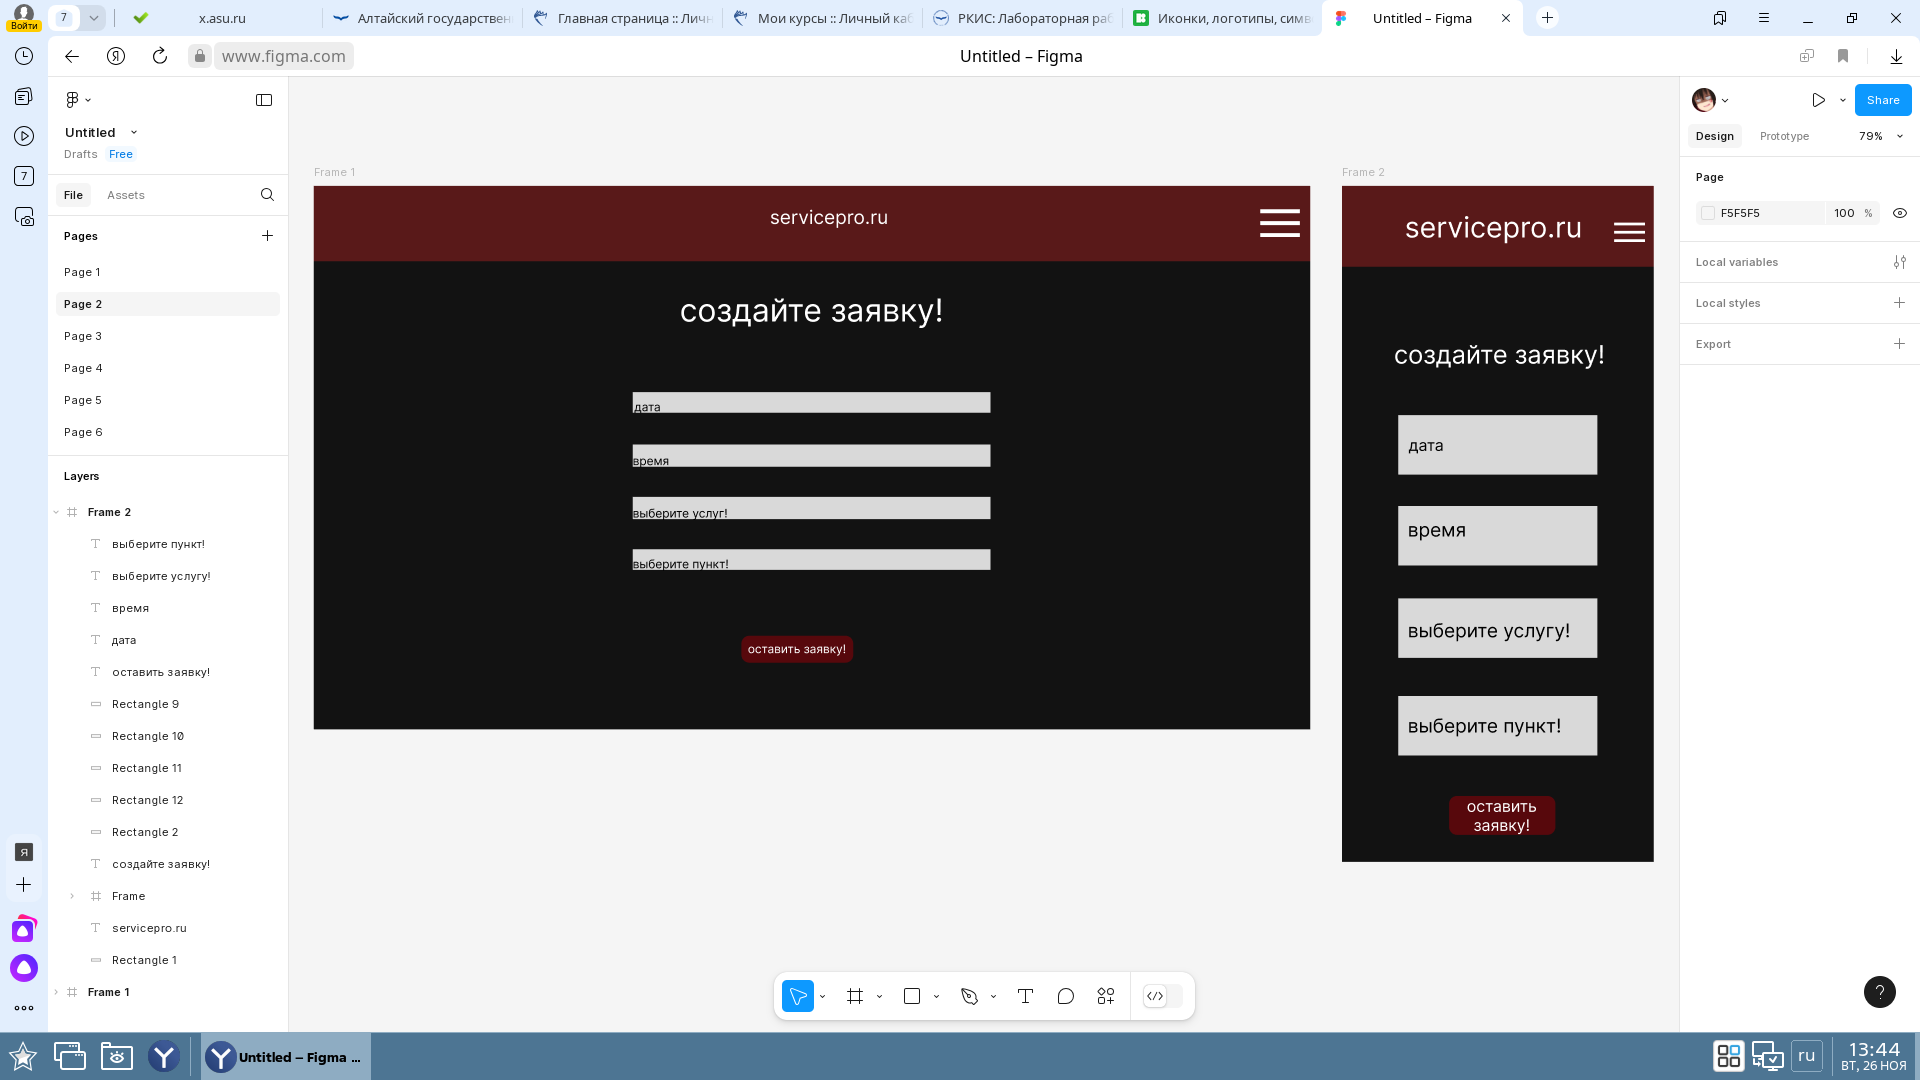 Войти
7
x.asu.ru
Алтайский государствен
Главная страница :: Личн
Мои курсы :: Личный каб
РКИС: Лабораторная раб
Иконки, логотипы, симв
Untitled – Figma
www.figma.com
Untitled – Figma
7
Я
Untitled
Drafts
Free
File
Assets
Pages
Page 1
Page 2
Page 3
Page 4
Page 5
Page 6
Layers
Frame 2
выберите пункт!
выберите услугу!
время
дата
оставить заявку!
Rectangle 9
Rectangle 10
Rectangle 11
Rectangle 12
Rectangle 2
создайте заявку!
Frame
servicepro.ru
Rectangle 1
Frame 1
Frame 1
servicepro.ru
создайте заявку!
дата
время
выберите услуг!
выберите пункт!
оставить заявку!
Frame 2
servicepro.ru
создайте заявку!
дата
время
выберите услугу!
выберите пункт!
оставить
заявку!
Share
Design
Prototype
79%
Page
F5F5F5
100 %
Local variables
Local styles
Export
?
Untitled – Figma ...
ru
13:44
ВТ, 26 НОЯ